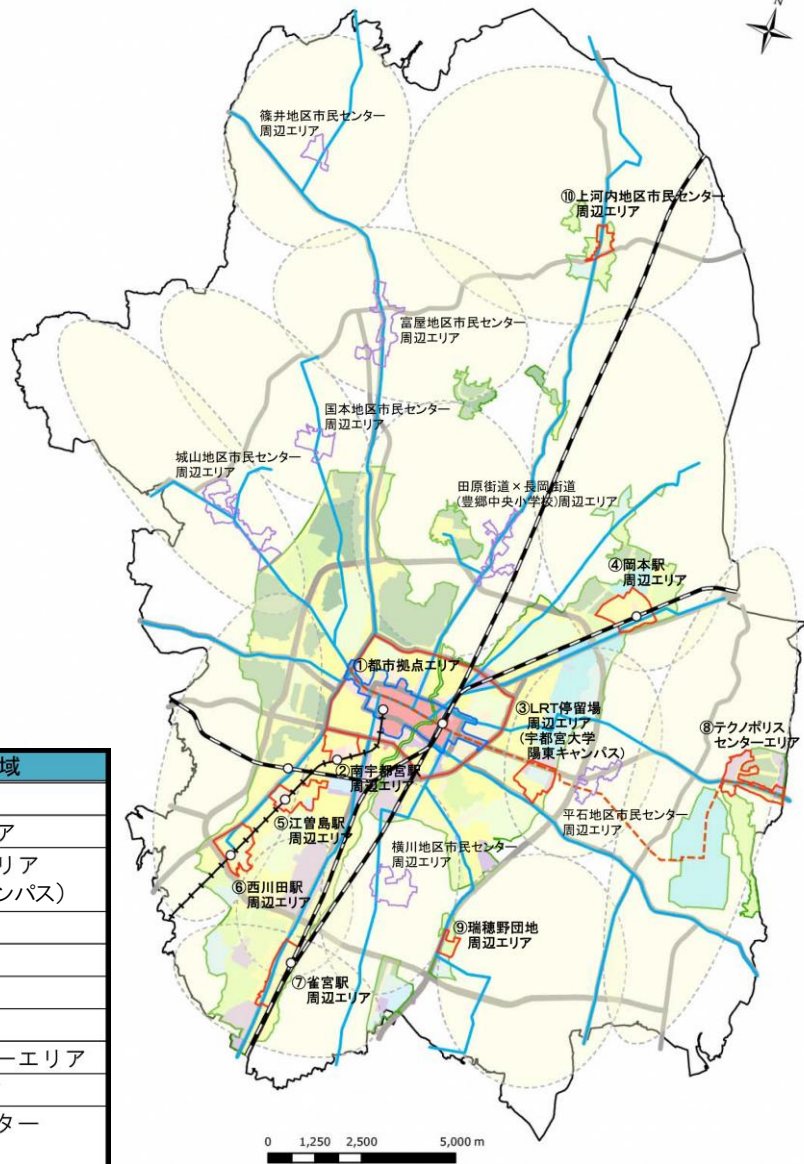 N
篠井地区市民センター
周辺エリア
⑩上河内地区市民センター
周辺エリア
富屋地区市民センター
周辺エリア
国本地区市民センター
周辺エリア
城山地区市民センター
周辺エリア
田原街道×長岡街道
(豊郷中央小学校)周辺エリア
④岡本駅
周辺エリア
①都市拠点エリア
③LRT停留場
周辺エリア
(宇都宮大学
陽東キャンパス)
⑧テクノポリス
センターエリア
②南宇都宮駅
周辺エリア
平石地区市民センター
周辺エリア
⑤江曽島駅
周辺エリア
横川地区市民センター
周辺エリア
⑥西川田駅
周辺エリア
⑨瑞穂野団地
周辺エリア
⑦雀宮駅
周辺エリア
域
ア
リア
ンパス）
ーエリア
ター
0 1,250 2,500 5,000 m